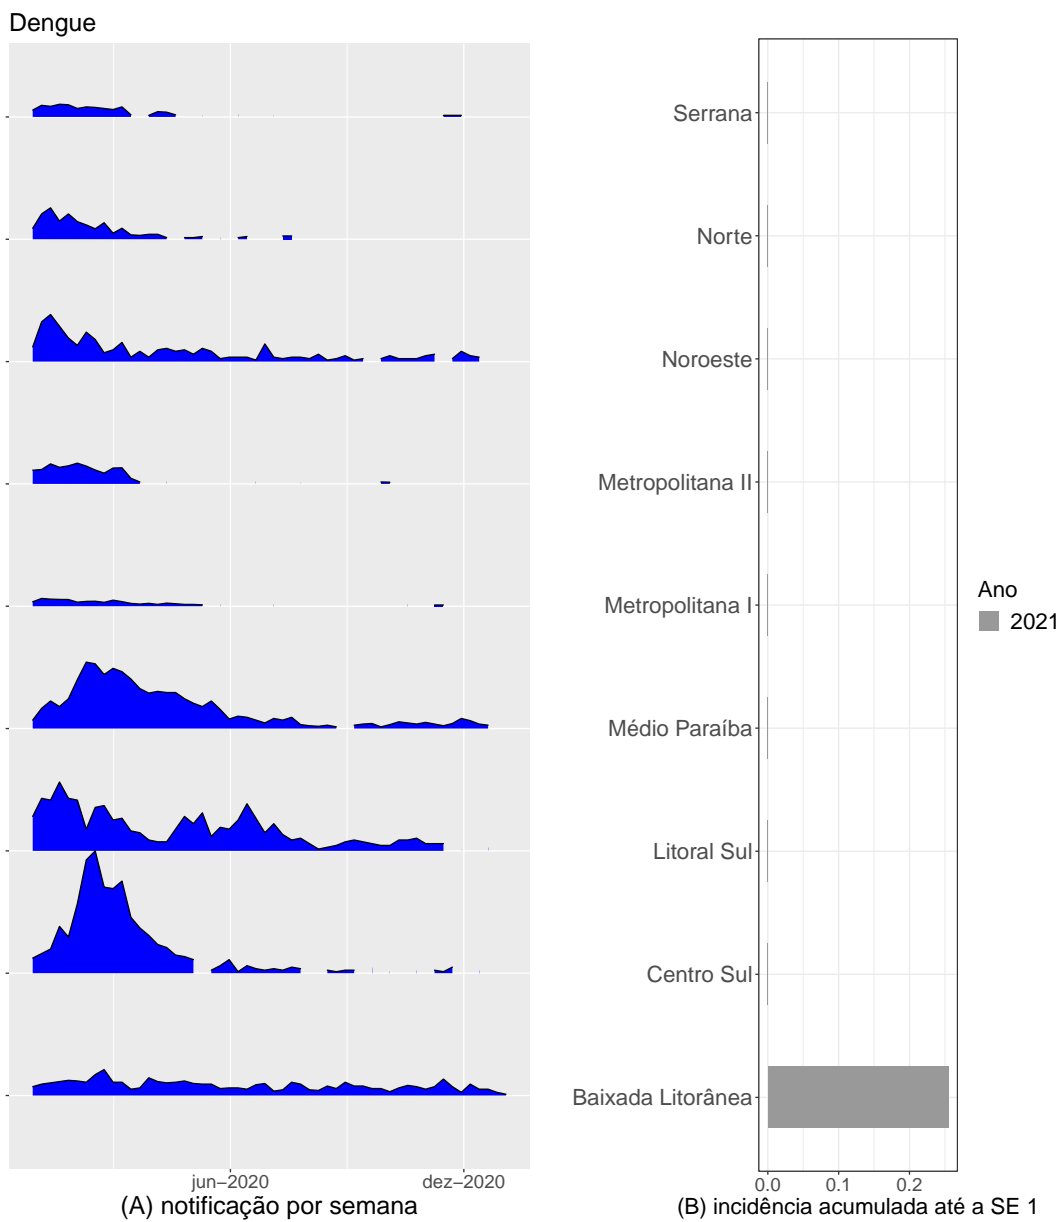 Dengue
Serrana
Norte
Noroeste
Metropolitana II
Metropolitana I
Médio Paraíba
Litoral Sul
Centro Sul
Baixada Litorânea
Ano
2021
jun−2020 dez−2020
(A) notificação por semana
0.0 0.1 0.2
(B) incidência acumulada até a SE 1